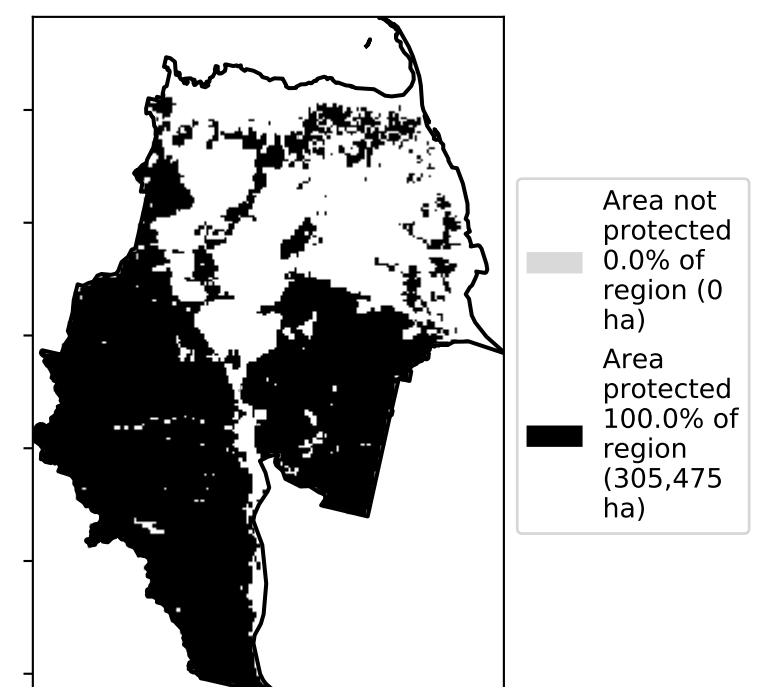 Area not
protected
0.0% of
region (0
ha)
Area
protected
100.0% of
region
(305,475
ha)